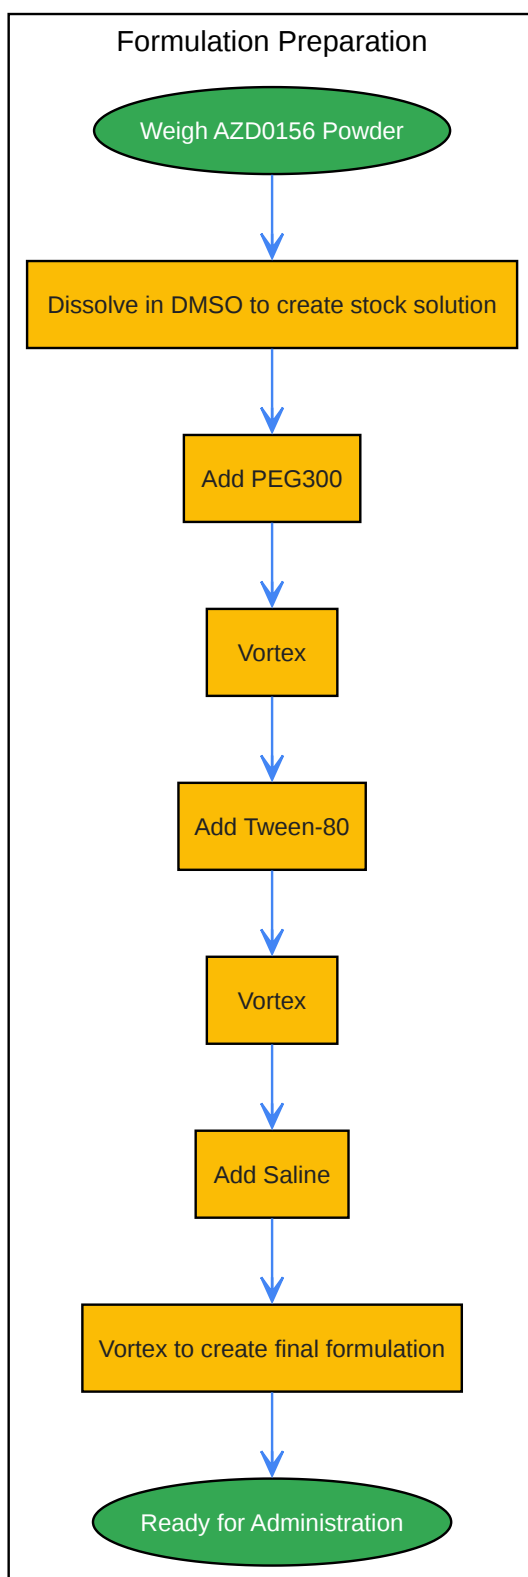 Formulation Preparation
Weigh AZD0156 Powder
Dissolve in DMSO to create stock solution
Add PEG300
Vortex
Add Tween-80
Vortex
Add Saline
Vortex to create final formulation
Ready for Administration